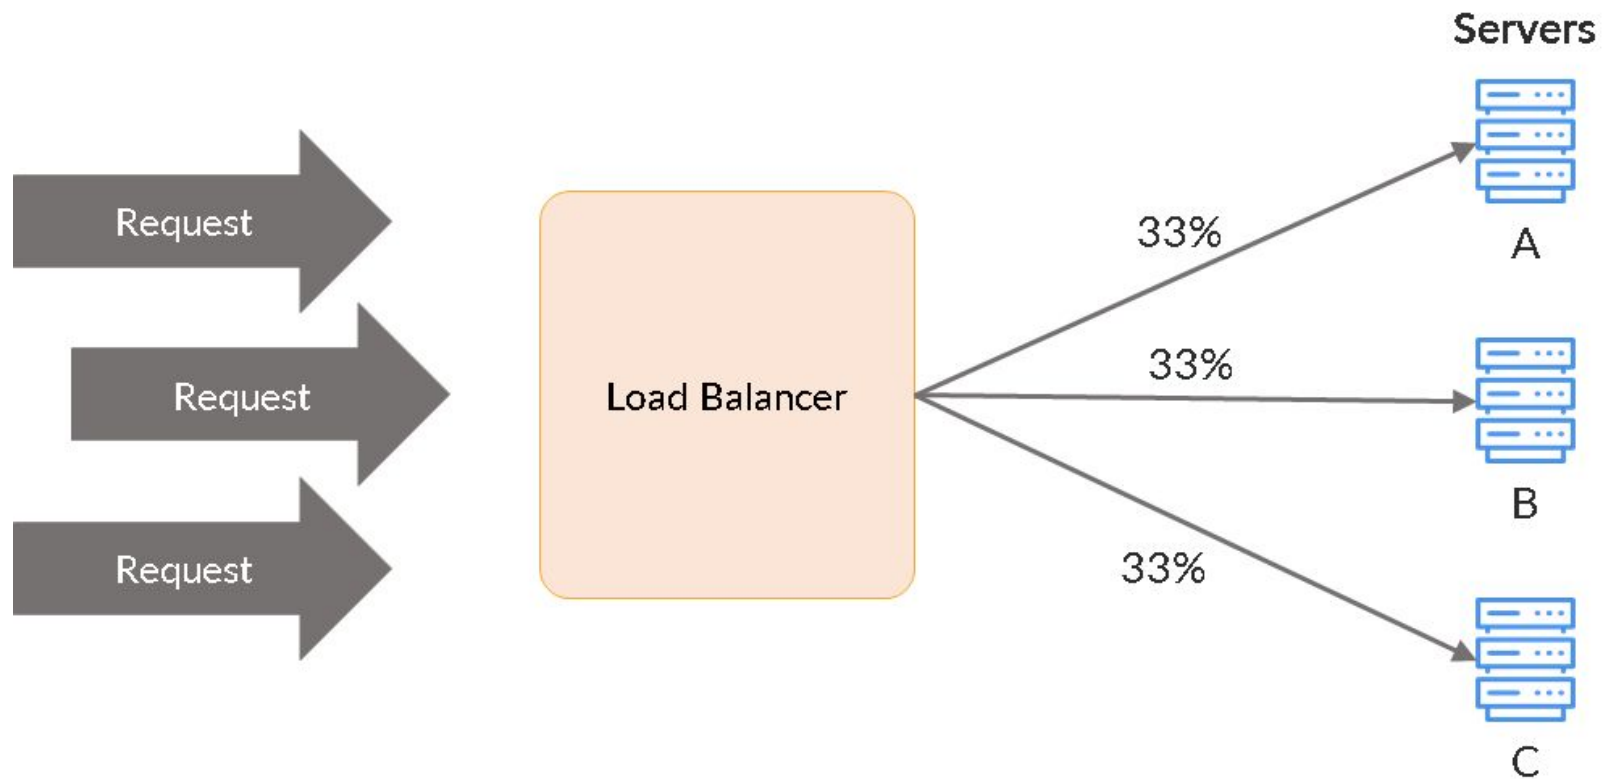 Servers
Request
33%
A
Request
Load Balancer
33%
B
Request
33%
C